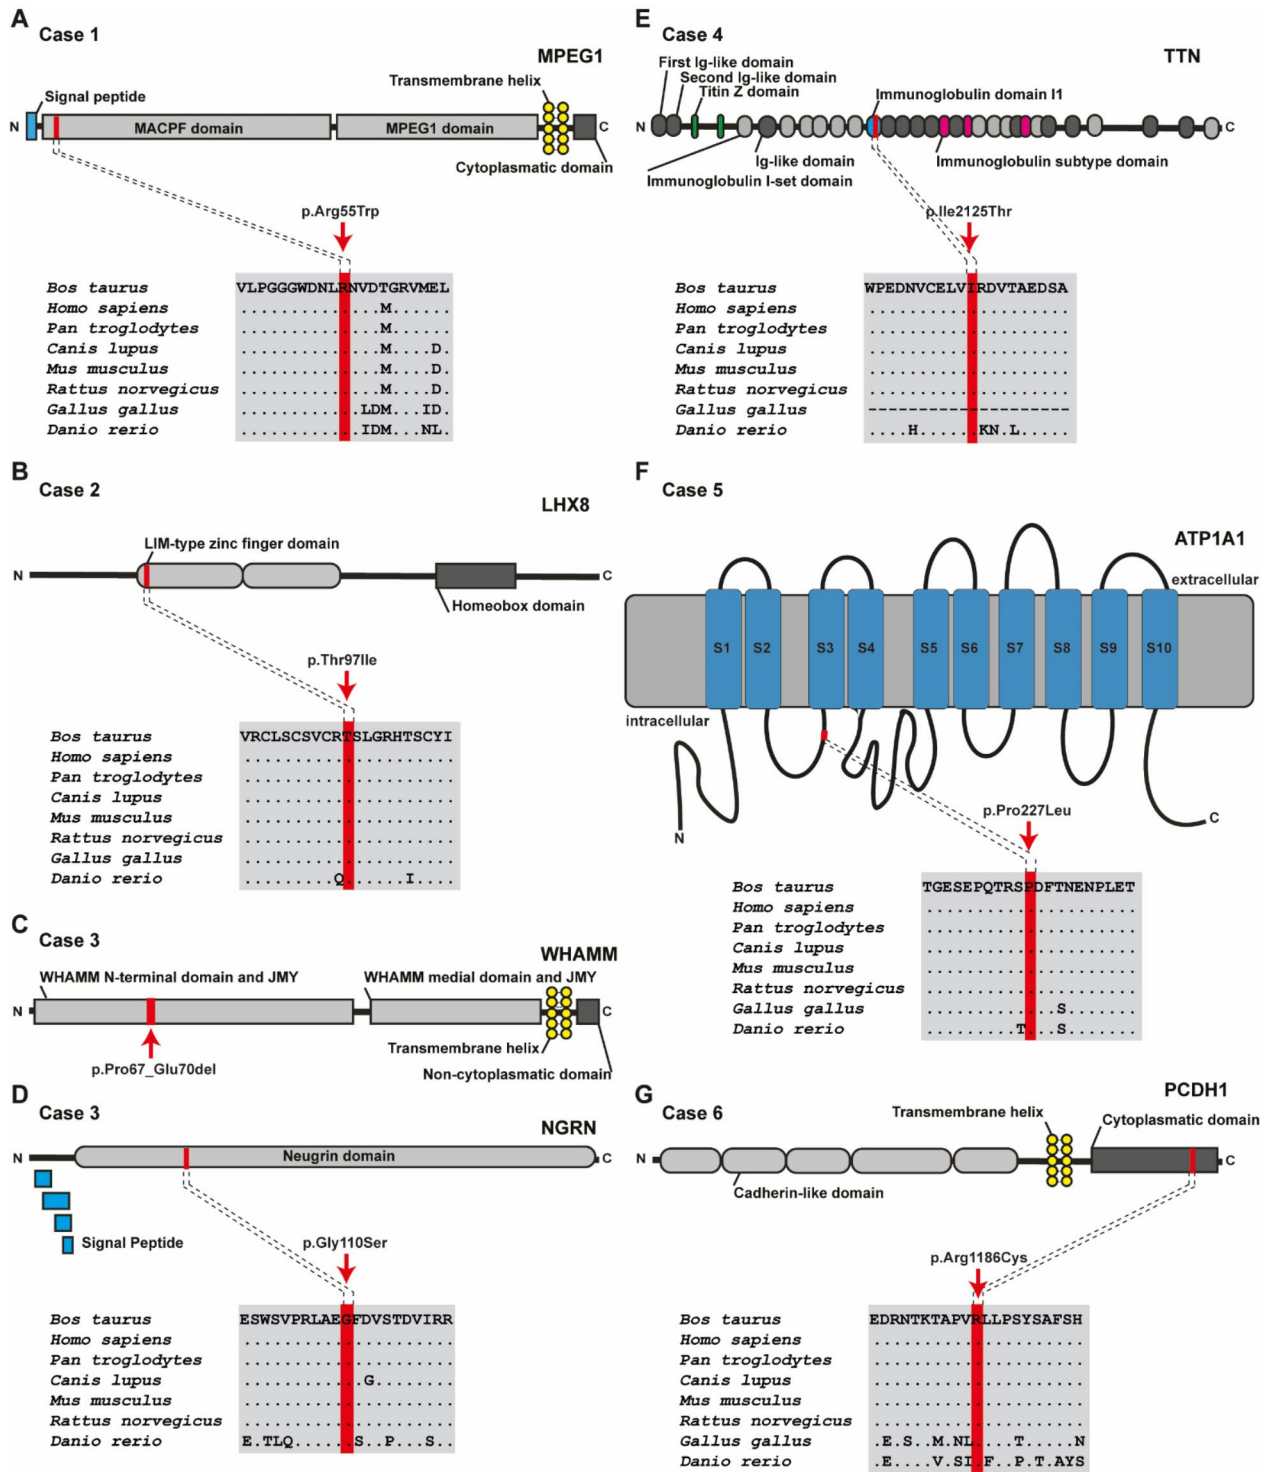 A
Case 1
MPEG1
Transmembrane helix
Signal peptide
N
MACPF domain
MPEG1 domain
C
Cytoplasmatic domain
p.Arg55Trp
Bos taurus VLPGGGWDNLRNVDTGRVMEL
Homo sapiens ..............M......
Pan troglodytes ..............M......
Canis lupus ..............M....D.
Mus musculus ..............M....D.
Rattus norvegicus ..............M....D.
Gallus gallus ............LDM...ID.
Danio rerio ............IDM...NL.
B
Case 2
LHX8
LIM-type zinc finger domain
N
C
Homeobox domain
p.Thr97Ile
Bos taurus VRCLSCSVCRTSLGRHTSCYI
Homo sapiens .....................
Pan troglodytes .....................
Canis lupus .....................
Mus musculus .....................
Rattus norvegicus .....................
Gallus gallus .....................
Danio rerio .........Q......I....
C
Case 3
WHAMM
WHAMM N-terminal domain and JMY
WHAMM medial domain and JMY
N
C
Transmembrane helix
Non-cytoplasmatic domain
p.Pro67_Glu70del
D
Case 3
NGRN
N
Neugrin domain
C
Signal Peptide
p.Gly110Ser
Bos taurus ESWSVPRLAEGFDVSTDVIRR
Homo sapiens .....................
Pan troglodytes .....................
Canis lupus ............G........
Mus musculus .....................
Rattus norvegicus .....................
Danio rerio E.TLQ......S..P...S..
E
Case 4
TTN
First Ig-like domain
Second Ig-like domain
Titin Z domain
Immunoglobulin domain I1
N
C
Ig-like domain
Immunoglobulin subtype domain
Immunoglobulin I-set domain
p.Ile2125Thr
Bos taurus WPEDNVCELVIRDVTAEDSA
Homo sapiens ....................
Pan troglodytes ....................
Canis lupus ....................
Mus musculus ....................
Rattus norvegicus ....................
Gallus gallus --------------------
Danio rerio ....H......KN.L.....
F
Case 5
ATP1A1
extracellular
S1 S2 S3 S4 S5 S6 S7 S8 S9 S10
intracellular
p.Pro227Leu
N
C
Bos taurus TGESEPQTRSPDFTNENPLET
Homo sapiens .....................
Pan troglodytes .....................
Canis lupus .....................
Mus musculus .....................
Rattus norvegicus .....................
Gallus gallus .............S.......
Danio rerio .........T...S.......
G
Case 6
PCDH1
Transmembrane helix
Cytoplasmatic domain
N
C
Cadherin-like domain
p.Arg1186Cys
Bos taurus EDRNTKTAPVRLLPSYSAFSH
Homo sapiens .....................
Pan troglodytes .....................
Canis lupus .....................
Mus musculus .....................
Rattus norvegicus .....................
Gallus gallus .E.S..M.NL....T.....N
Danio rerio .E....V.SI.F..P.T.AYS